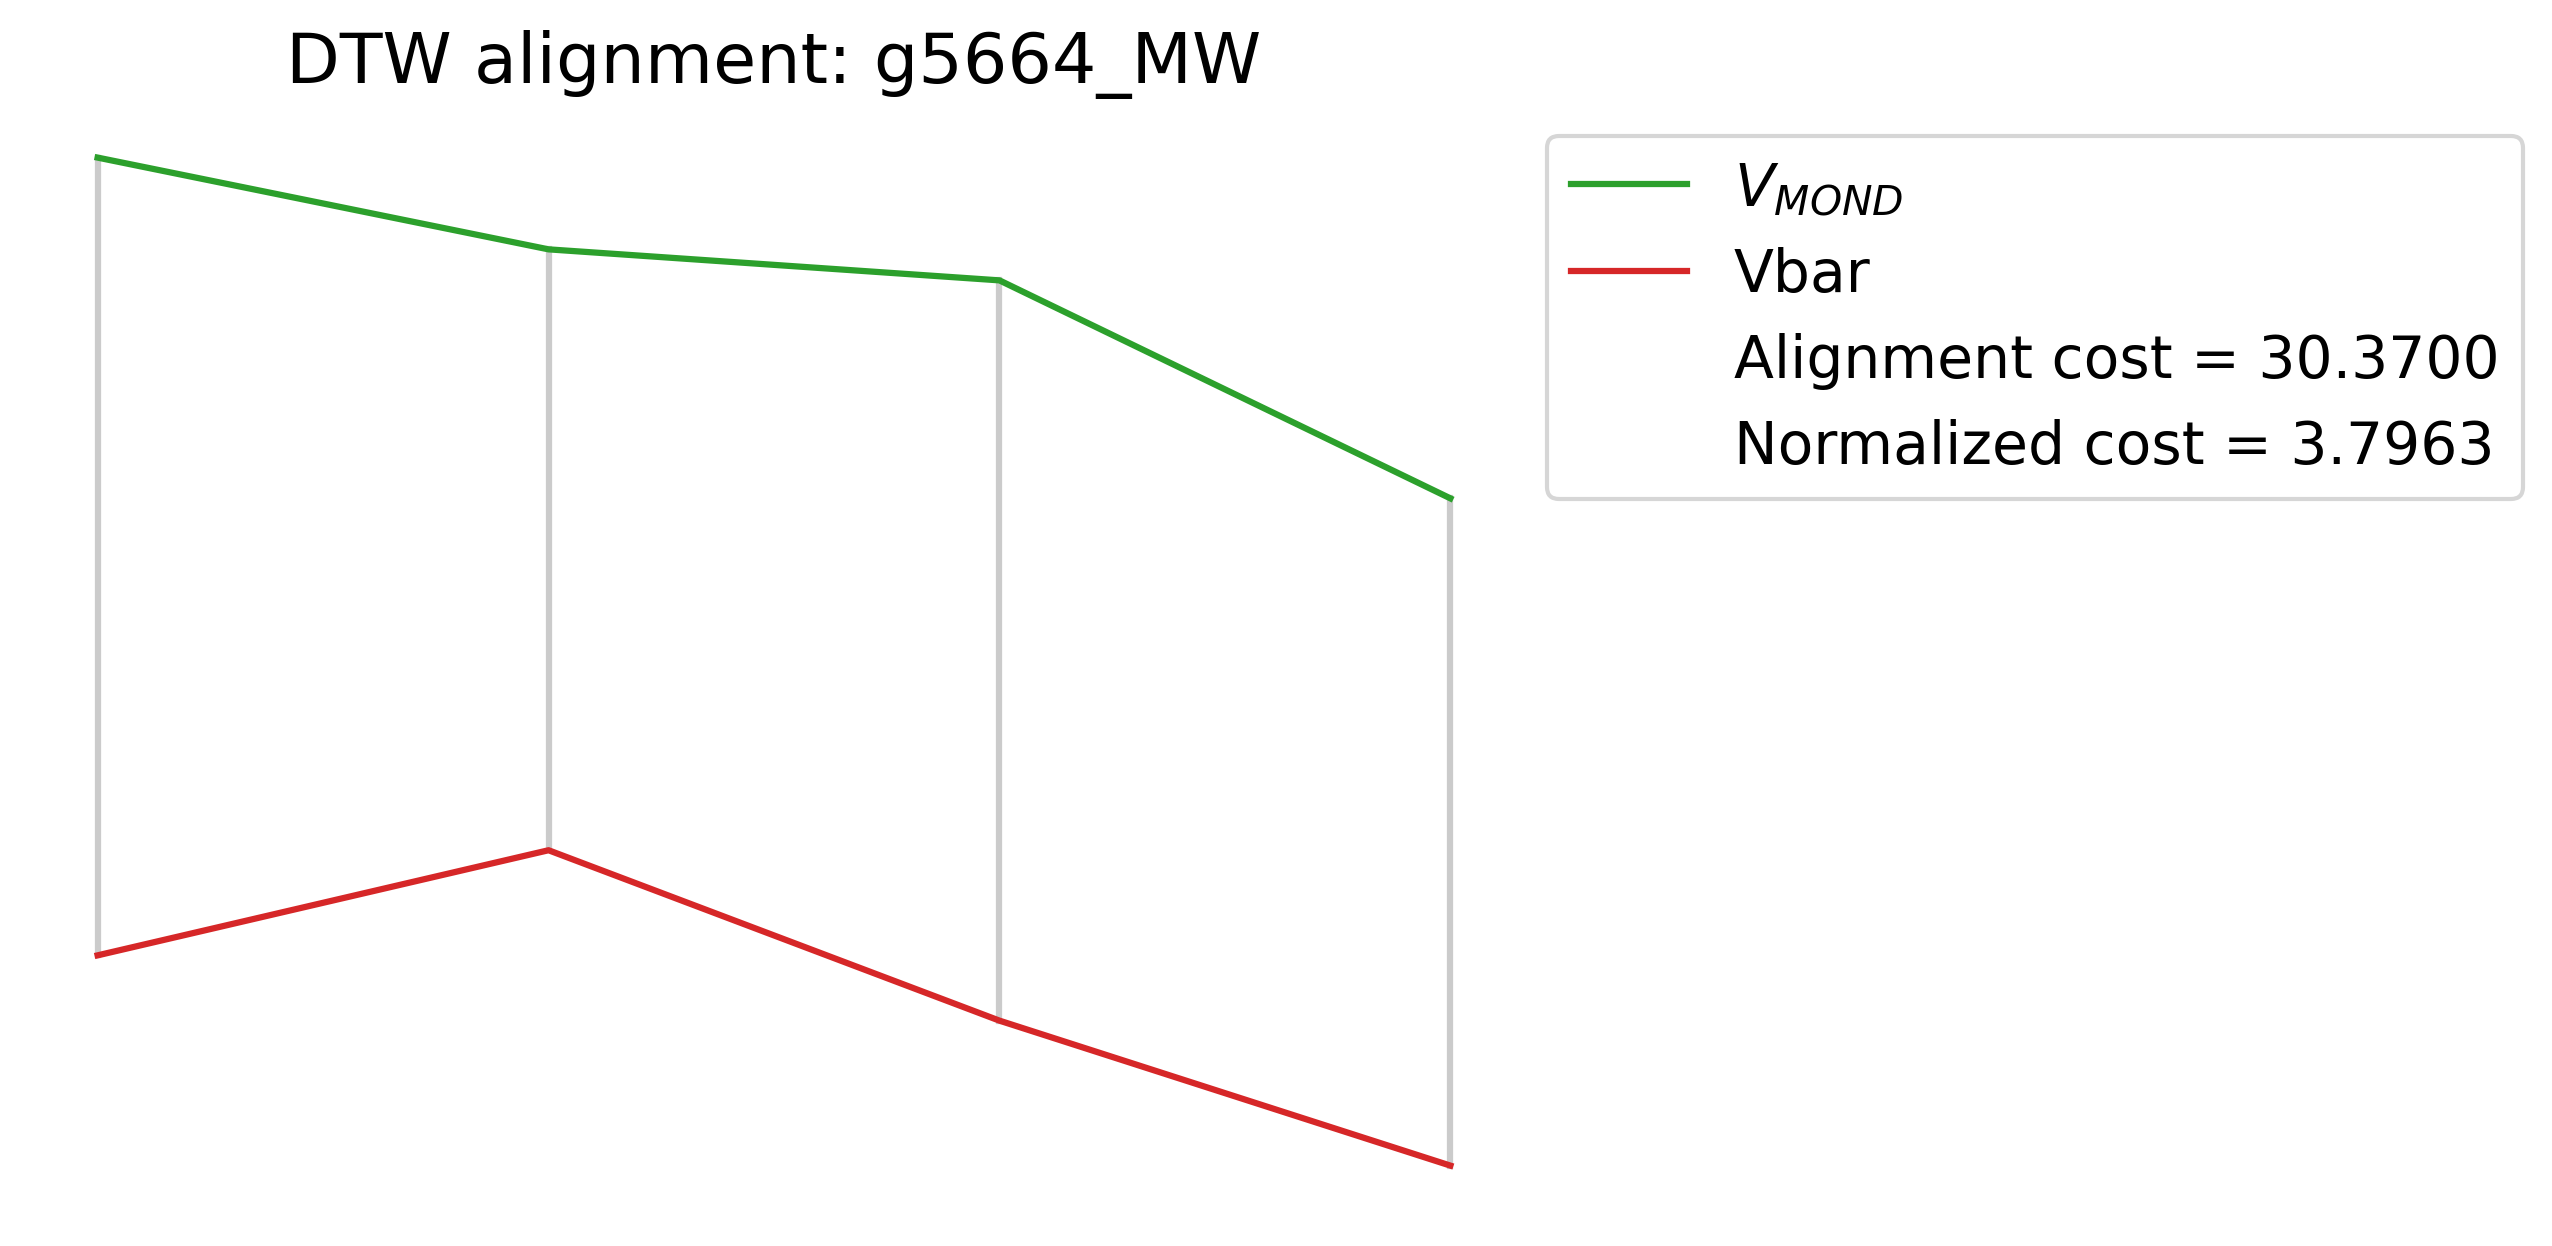 DTW alignment: g5664_MW
V_MOND
Vbar
Alignment cost = 30.3700
Normalized cost = 3.7963